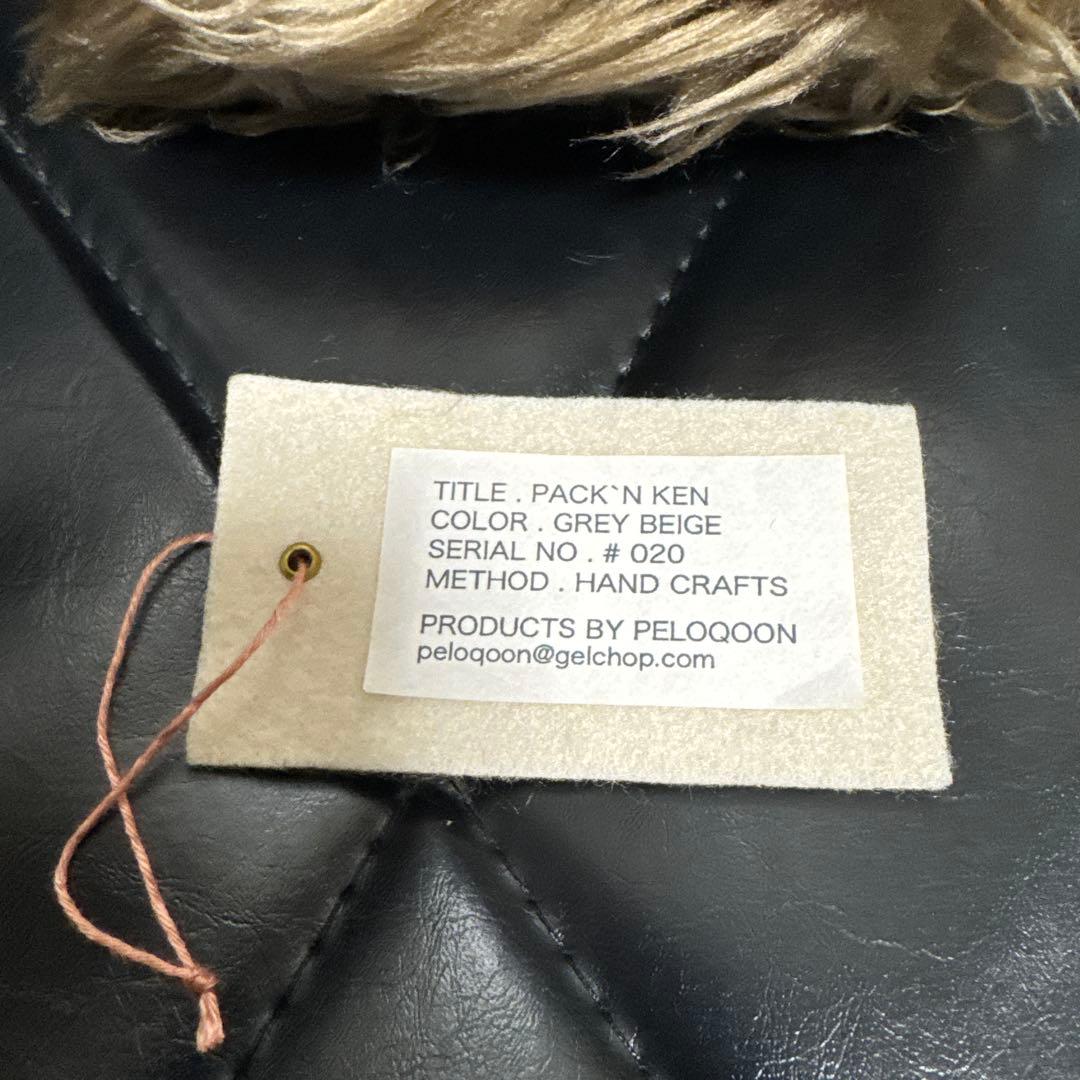 TITLE . PACK`N KEN
COLOR . GREY BEIGE
SERIAL NO . # 020
METHOD . HAND CRAFTS
PRODUCTS BY PELOQOON
peloqoon@gelchop.com